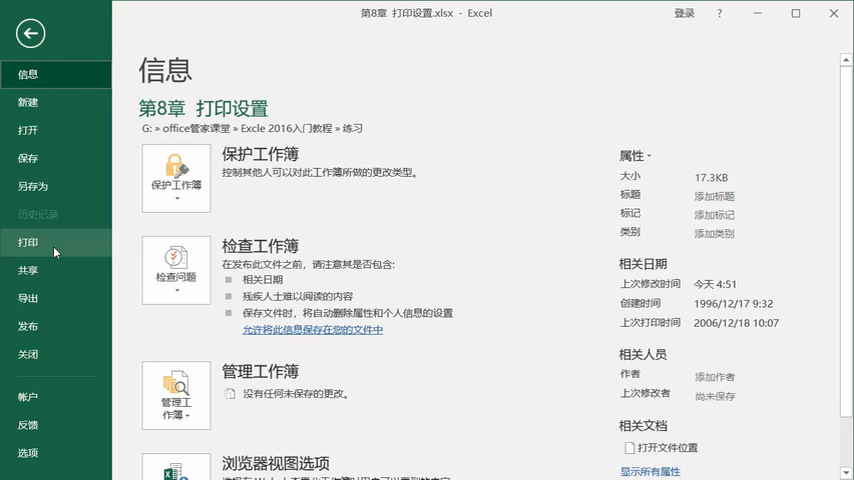 第8章 打印设置.xlsx - Excel
登录
?
信息
新建
打开
保存
另存为
历史记录
打印
共享
导出
发布
关闭
帐户
反馈
选项
信息
第8章 打印设置
G: » office管家课堂 » Excle 2016入门教程 » 练习
保护工作簿
保护工作簿
控制其他人可以对此工作簿所做的更改类型。
检查问题
检查工作簿
在发布此文件之前，请注意其是否包含:
相关日期
残疾人士难以阅读的内容
保存文件时，将自动删除属性和个人信息的设置
允许将此信息保存在您的文件中
管理工
作簿
管理工作簿
没有任何未保存的更改。
浏览器视图选项
属性
大小 17.3KB
标题 添加标题
标记 添加标记
类别 添加类别
相关日期
上次修改时间 今天 4:51
创建时间 1996/12/17 9:32
上次打印时间 2006/12/18 10:07
相关人员
作者 添加作者
上次修改者 尚未保存
相关文档
打开文件位置
显示所有属性